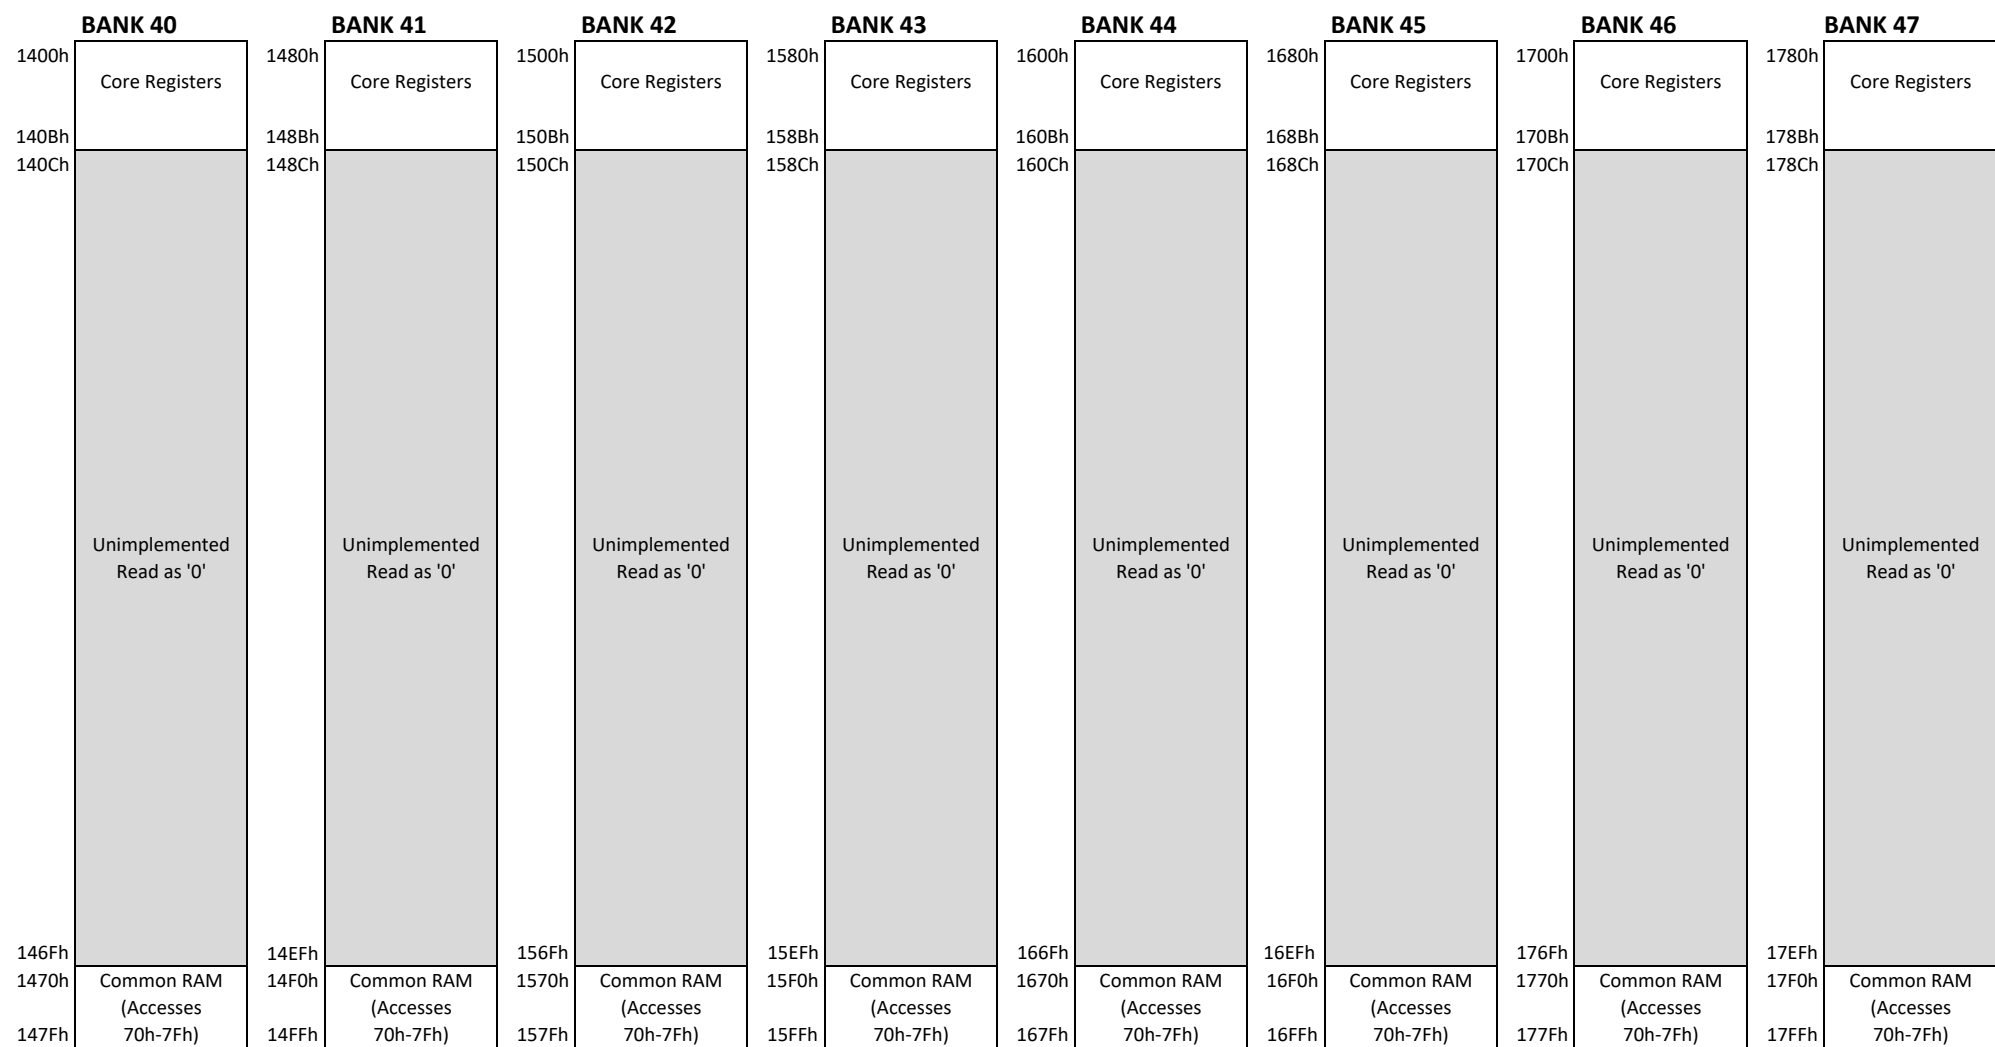 BANK 40 BANK 41 BANK 42 BANK 43 BANK 44 BANK 45 BANK 46 BANK 47
1400h 1480h 1500h 1580h 1600h 1680h 1700h 1780h
Core Registers Core Registers Core Registers Core Registers Core Registers Core Registers Core Registers Core Registers
140Bh 148Bh 150Bh 158Bh 160Bh 168Bh 170Bh 178Bh
140Ch 148Ch 150Ch 158Ch 160Ch 168Ch 170Ch 178Ch
Unimplemented Unimplemented Unimplemented Unimplemented Unimplemented Unimplemented Unimplemented Unimplemented
Read as '0' Read as '0' Read as '0' Read as '0' Read as '0' Read as '0' Read as '0' Read as '0'
146Fh 14EFh 156Fh 15EFh 166Fh 16EFh 176Fh 17EFh
1470h Common RAM 14F0h Common RAM 1570h Common RAM 15F0h Common RAM 1670h Common RAM 16F0h Common RAM 1770h Common RAM 17F0h Common RAM
(Accesses (Accesses (Accesses (Accesses (Accesses (Accesses (Accesses (Accesses
147Fh 70h-7Fh) 14FFh 70h-7Fh) 157Fh 70h-7Fh) 15FFh 70h-7Fh) 167Fh 70h-7Fh) 16FFh 70h-7Fh) 177Fh 70h-7Fh) 17FFh 70h-7Fh)